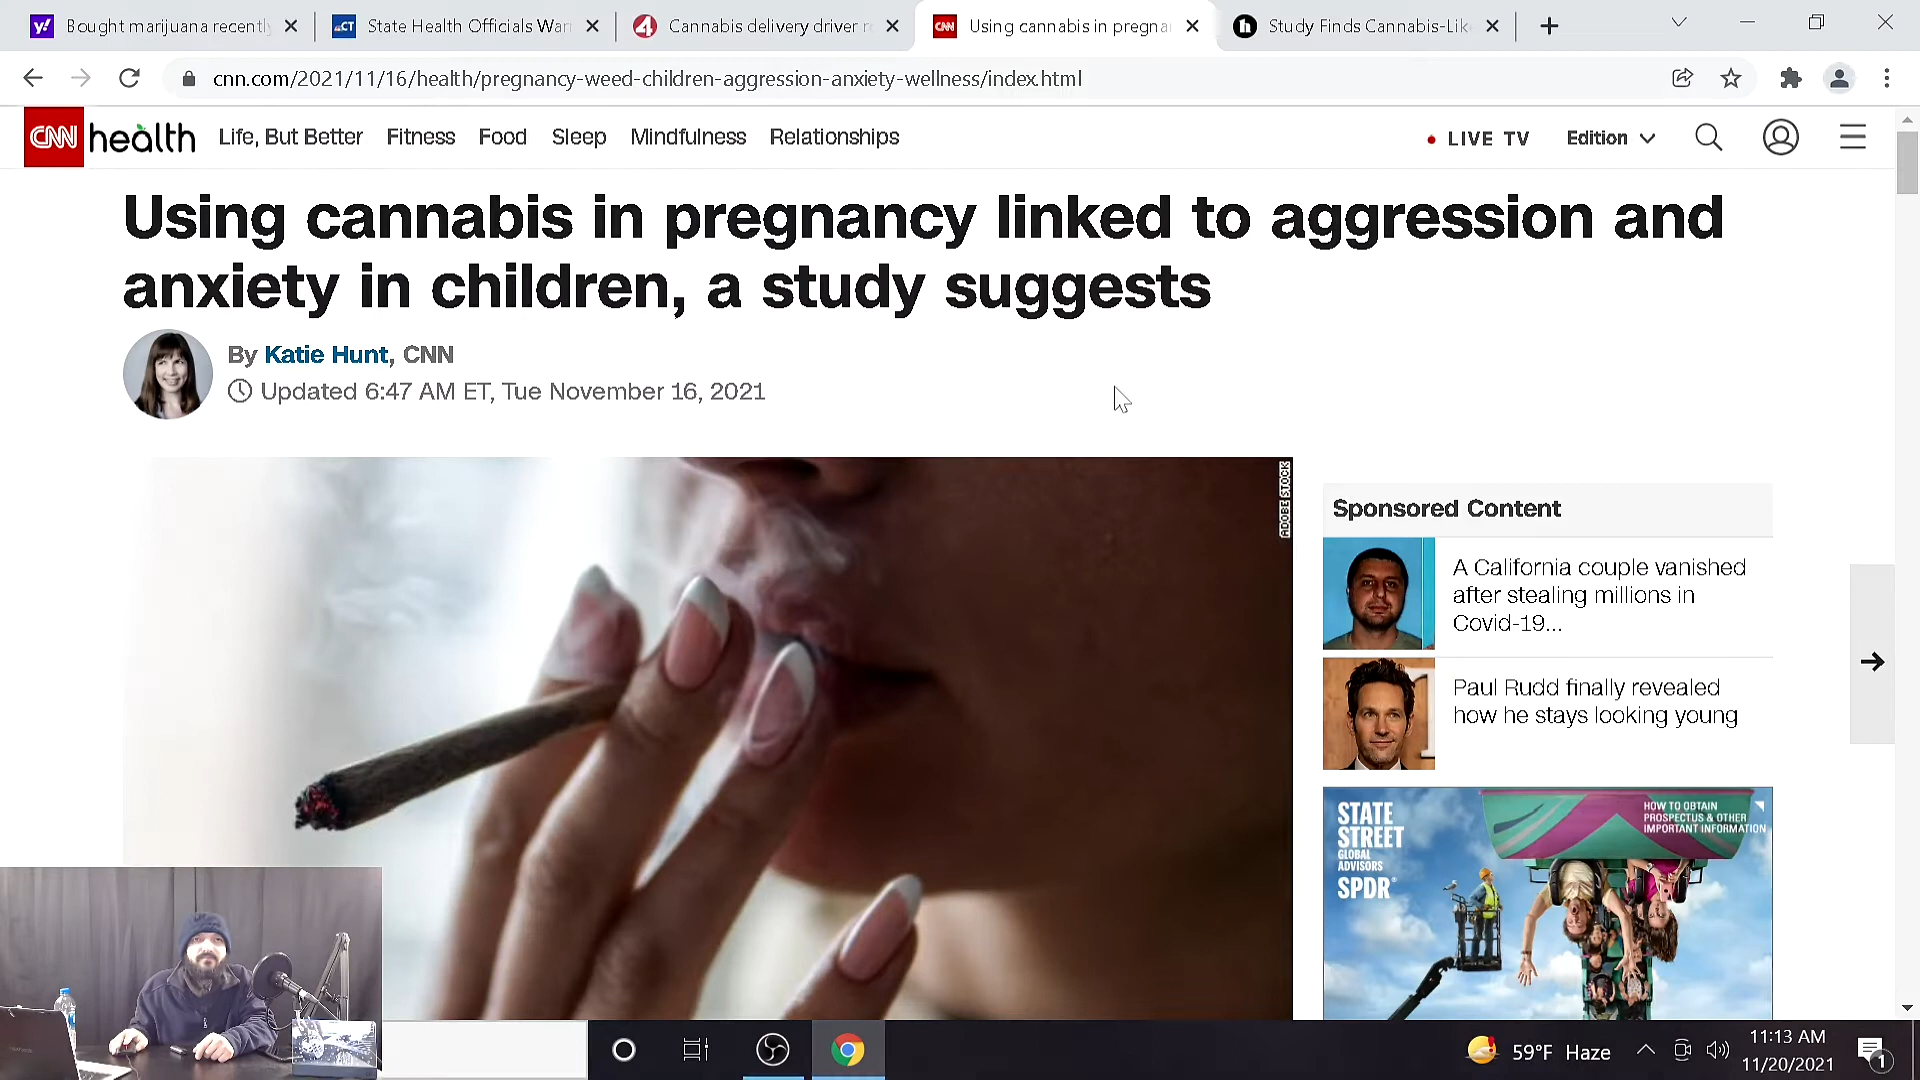 Bought marijuana recentl
State Health Officials War
Cannabis delivery driver r
CNN
Using cannabis in pregna
Study Finds Cannabis-Lik
cnn.com/2021/11/16/health/pregnancy-weed-children-aggression-anxiety-wellness/index.html
CNN health Life, But Better Fitness Food Sleep Mindfulness Relationships
LIVE TV Edition
Using cannabis in pregnancy linked to aggression and
anxiety in children, a study suggests
By Katie Hunt, CNN
Updated 6:47 AM ET, Tue November 16, 2021
ADOBE STOCK
Sponsored Content
A California couple vanished
after stealing millions in
Covid-19...
Paul Rudd finally revealed
how he stays looking young
STATE
STREET
GLOBAL
ADVISORS
SPDR
HOW TO OBTAIN
PROSPECTUS & OTHER
IMPORTANT INFORMATION
59°F Haze
11:13 AM
11/20/2021
1